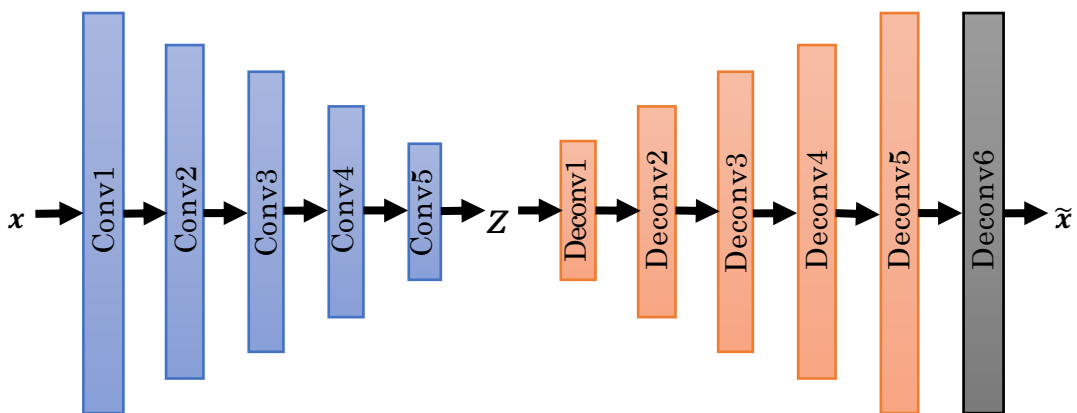 x
Conv1
Conv2
Conv3
Conv4
Conv5
Z
Deconv1
Deconv2
Deconv3
Deconv4
Deconv5
Deconv6
x̃